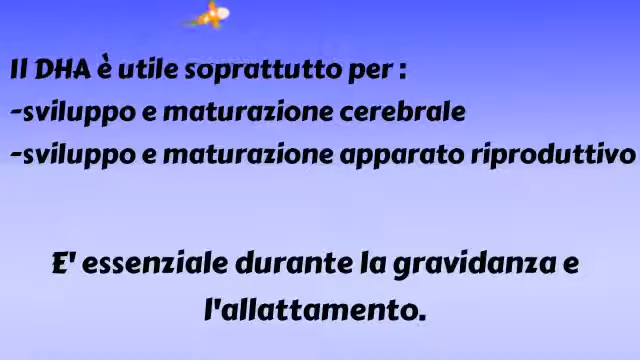 Il DHA è utile soprattutto per :
-sviluppo e maturazione cerebrale
-sviluppo e maturazione apparato riproduttivo
E' essenziale durante la gravidanza e
l'allattamento.